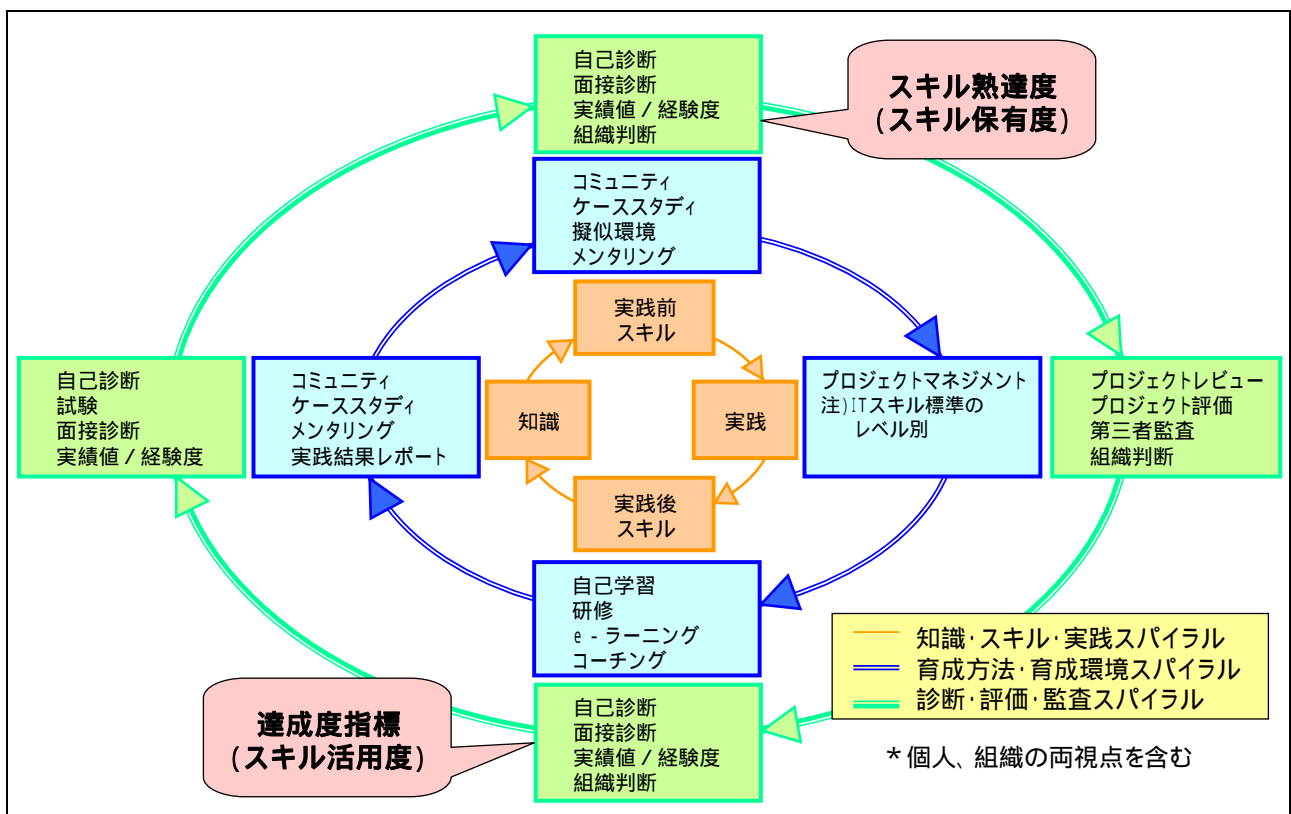 自己診断
面接診断
実績値 / 経験度
組織判断
スキル熟達度
(スキル保有度)
コミュニティ
ケーススタディ
擬似環境
メンタリング
実践前
スキル
自己診断
試験
面接診断
実績値 / 経験度
コミュニティ
ケーススタディ
メンタリング
実践結果レポート
知識
実践
プロジェクトマネジメント
注)ITスキル標準の
レベル別
プロジェクトレビュー
プロジェクト評価
第三者監査
組織判断
実践後
スキル
自己学習
研修
e - ラーニング
コーチング
知識・スキル・実践スパイラル
育成方法・育成環境スパイラル
診断・評価・監査スパイラル
達成度指標
(スキル活用度)
自己診断
面接診断
実績値 / 経験度
組織判断
*個人、組織の両視点を含む